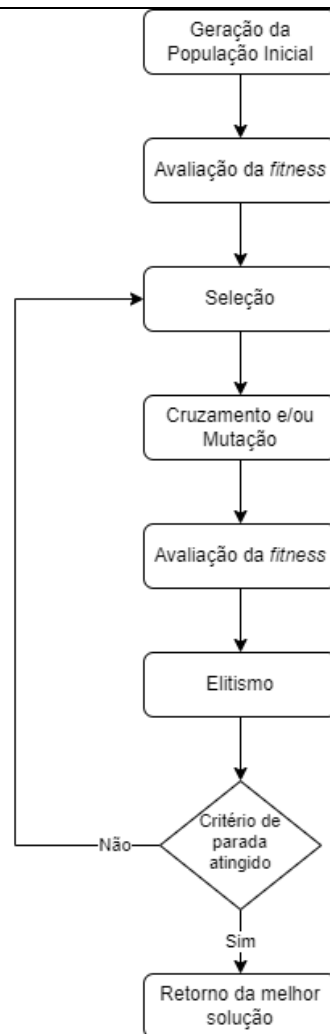 Geração da
População Inicial
Avaliação da fitness
Seleção
Cruzamento e/ou
Mutação
Avaliação da fitness
Elitismo
Critério de
parada
atingido
Não
Sim
Retorno da melhor
solução